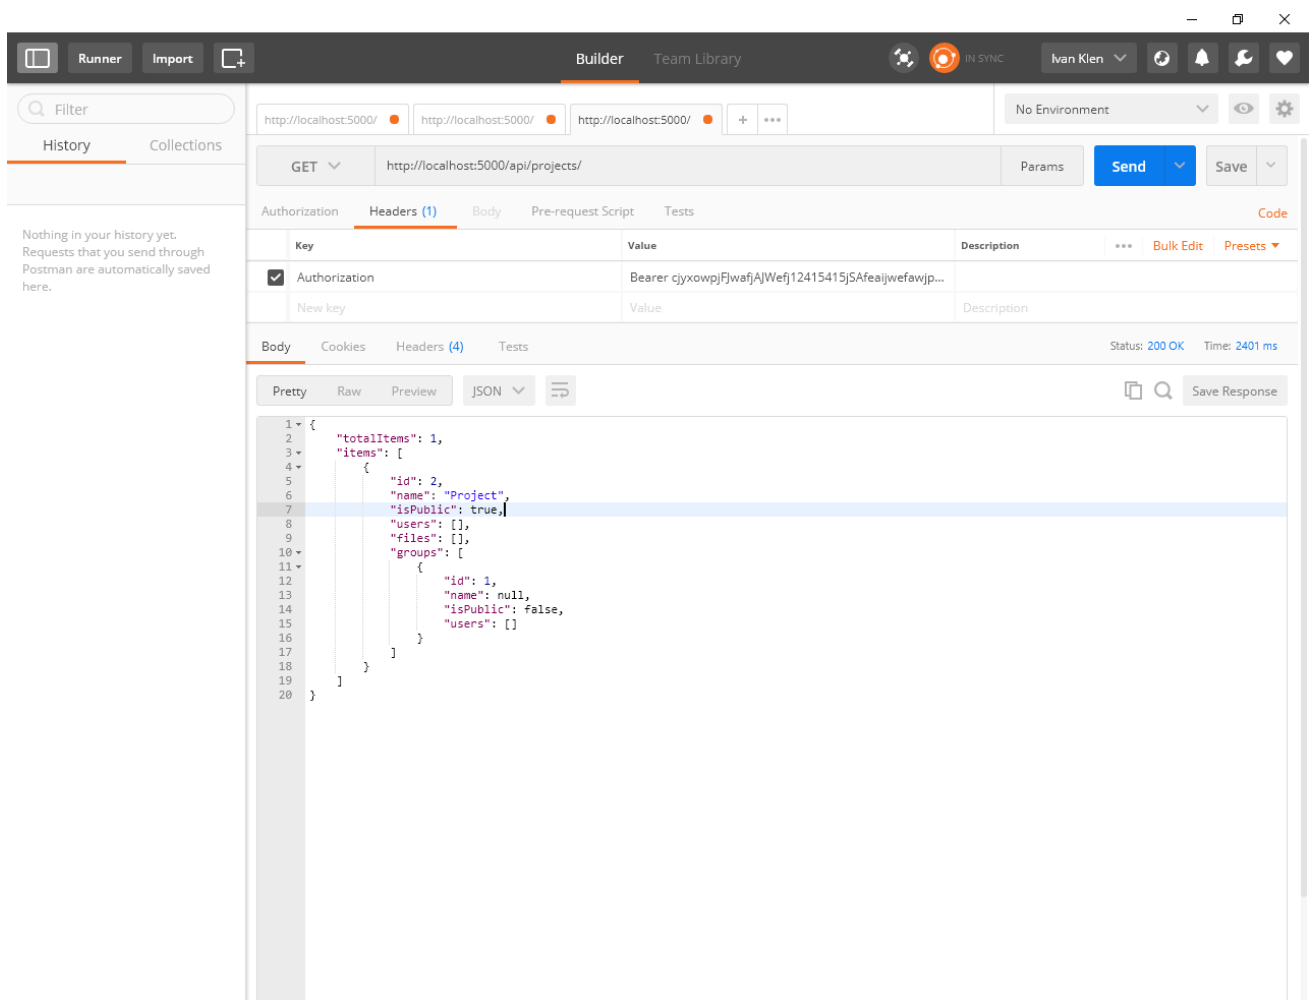 Runner Import Builder Team Library IN SYNC Ivan Klen
Filter
History Collections
Nothing in your history yet.
Requests that you send through
Postman are automatically saved
here.
http://localhost:5000/ http://localhost:5000/ http://localhost:5000/ + ••• No Environment
GET http://localhost:5000/api/projects/ Params Send Save
Authorization Headers (1) Body Pre-request Script Tests Code
Key Value Description ••• Bulk Edit Presets
Authorization Bearer cjyxowpjFJwafjAJWefj12415415jSAfeaijwefawjp...
New key Value Description
Body Cookies Headers (4) Tests Status: 200 OK Time: 2401 ms
Pretty Raw Preview JSON Save Response
1 {
2 "totalItems": 1,
3 "items": [
4 {
5 "id": 2,
6 "name": "Project",
7 "isPublic": true,
8 "users": [],
9 "files": [],
10 "groups": [
11 {
12 "id": 1,
13 "name": null,
14 "isPublic": false,
15 "users": []
16 }
17 ]
18 }
19 ]
20 }